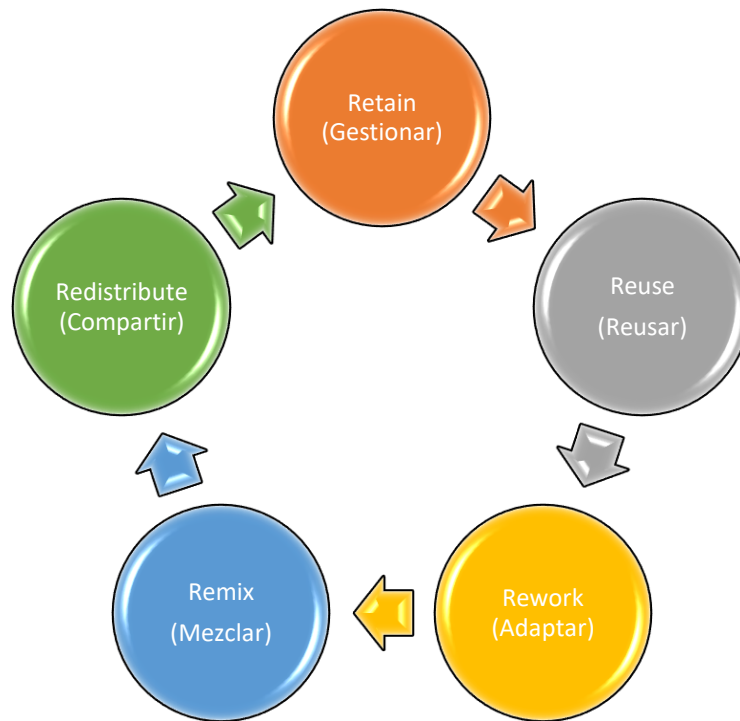 Retain
(Gestionar)
Reuse
(Reusar)
Rework
(Adaptar)
Remix
(Mezclar)
Redistribute
(Compartir)